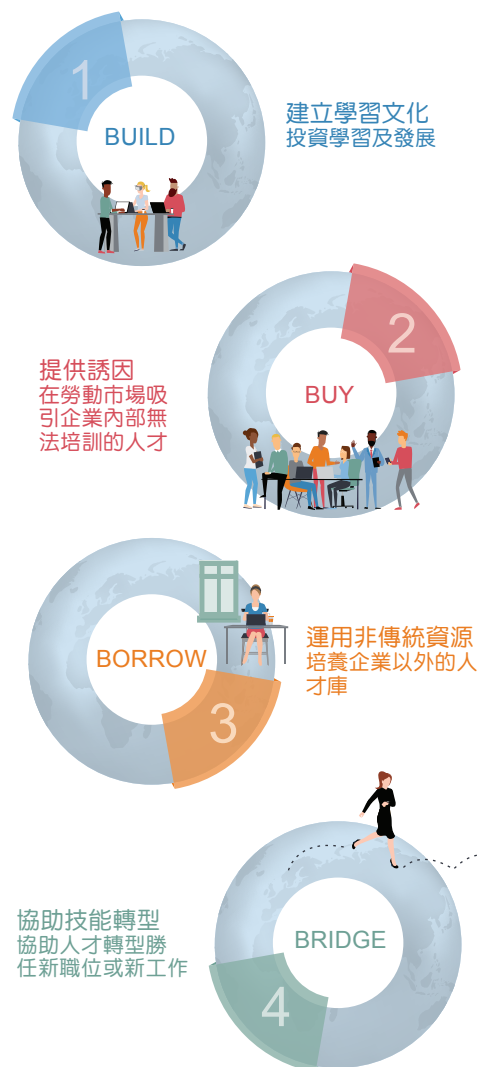 1
BUILD
建立學習文化
投資學習及發展
2
BUY
提供誘因
在勞動市場吸
引企業內部無
法培訓的人才
BORROW
3
運用非傳統資源
培養企業以外的人
才庫
協助技能轉型
協助人才轉型勝
任新職位或新工作
BRIDGE
4